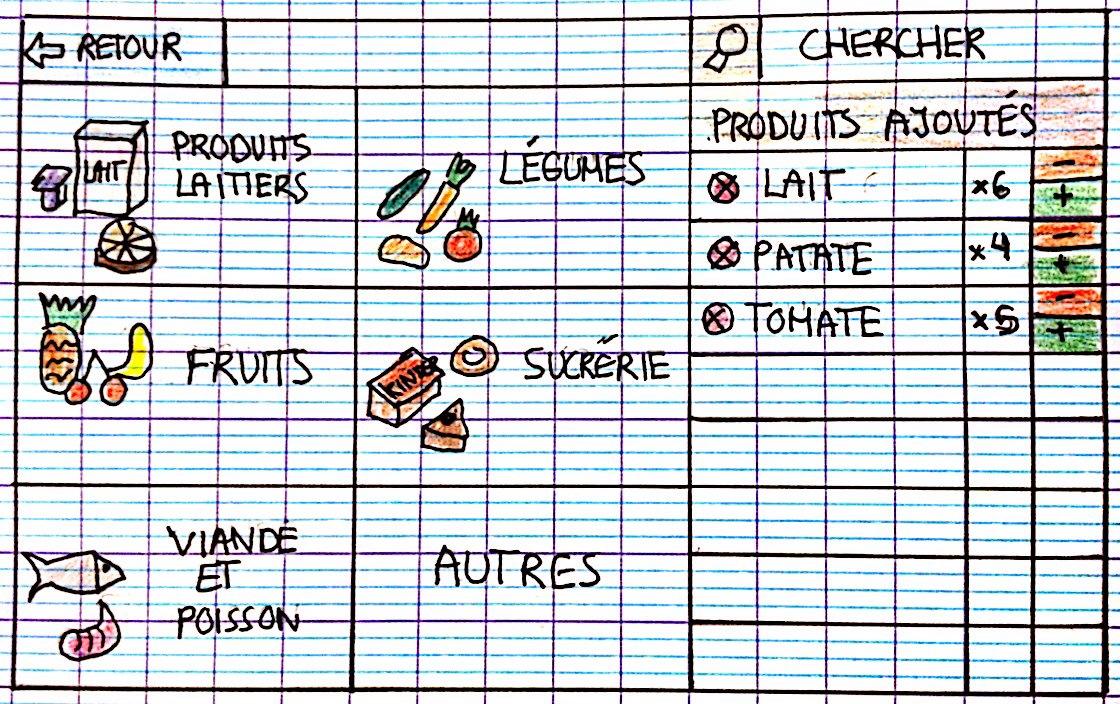 RETOUR
CHERCHER
PRODUITS AJOUTÉS
LAIT
PRODUITS
LAITIERS
LÉGUMES
LAIT x6 - +
PATATE x4 - +
TOMATE x5 - +
FRUITS
KINDER
SUCRÉRIE
VIANDE
ET
POISSON
AUTRES